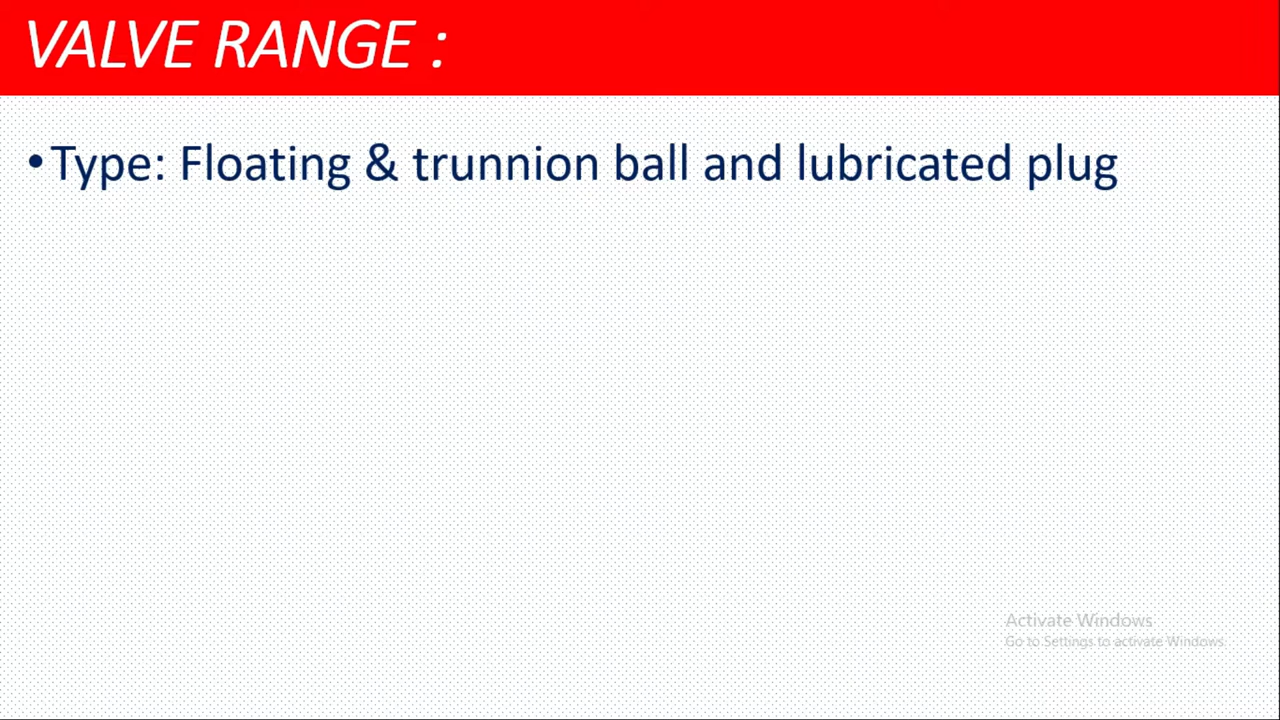 VALVE RANGE :
•Type: Floating & trunnion ball and lubricated plug
Activate Windows
Go to Settings to activate Windows.